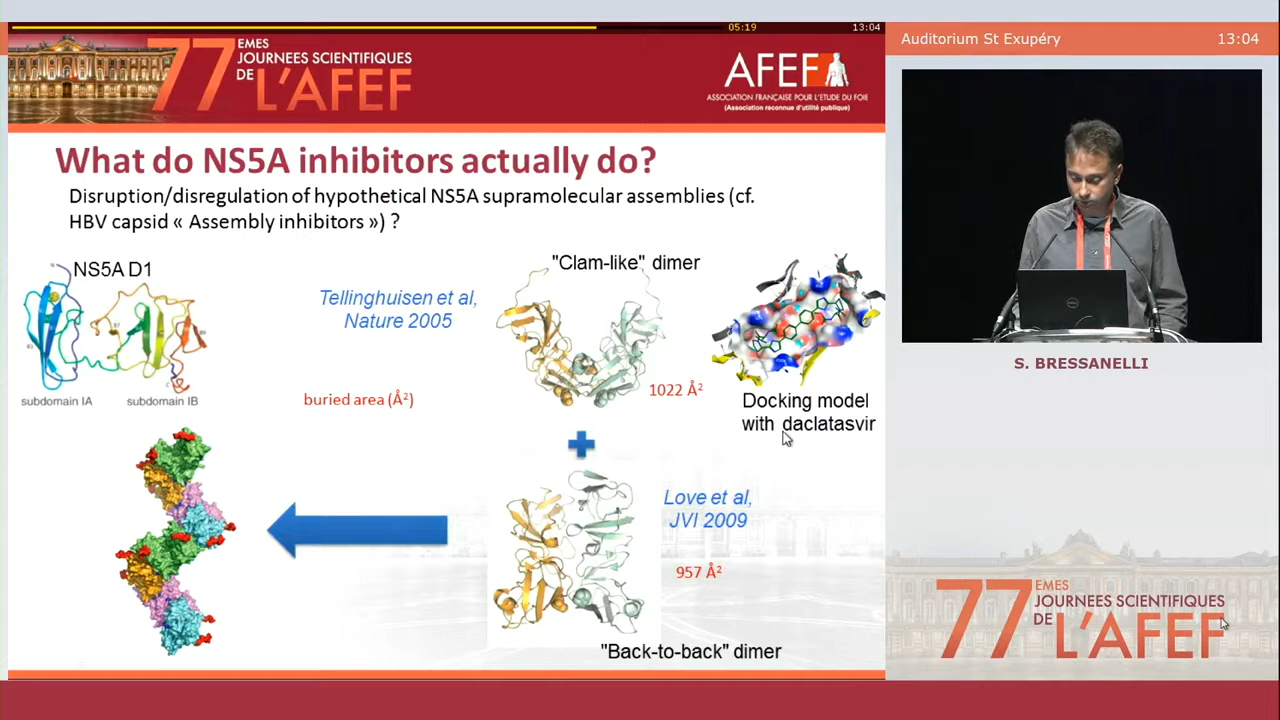 05:19
13:04
77
EMES
JOURNEES SCIENTIFIQUES
DE L'AFEF
AFEF
ASSOCIATION FRANÇAISE POUR L'ETUDE DU FOIE
(Association reconnue d'utilité publique)
Auditorium St Exupéry
13:04
What do NS5A inhibitors actually do?
Disruption/disregulation of hypothetical NS5A supramolecular assemblies (cf.
HBV capsid « Assembly inhibitors ») ?
NS5A D1
subdomain IA
subdomain IB
Tellinghuisen et al,
Nature 2005
buried area (Å²)
"Clam-like" dimer
1022 Å²
Docking model
with daclatasvir
Love et al,
JVI 2009
957 Å²
"Back-to-back" dimer
S. BRESSANELLI
77
EMES
JOURNEES SCIENTIFIQUES
DE L'AFEF
DELL